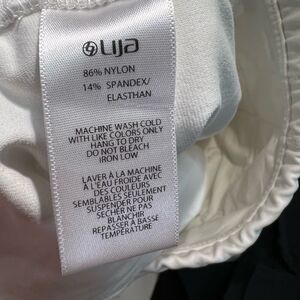 Lija
86% NYLON
14% SPANDEX/
ELASTHAN
MACHINE WASH COLD
WITH LIKE COLORS ONLY
HANG TO DRY
DO NOT BLEACH
IRON LOW
LAVER À LA MACHINE
A L'EAU FROIDE AVEC
DES COULEURS
SEMBLABLES SEULEMENT
SUSPENDER POUR
SÉCHER NE PAS
BLANCHIR
REPASSER À BASSE
TEMPÉRATURE